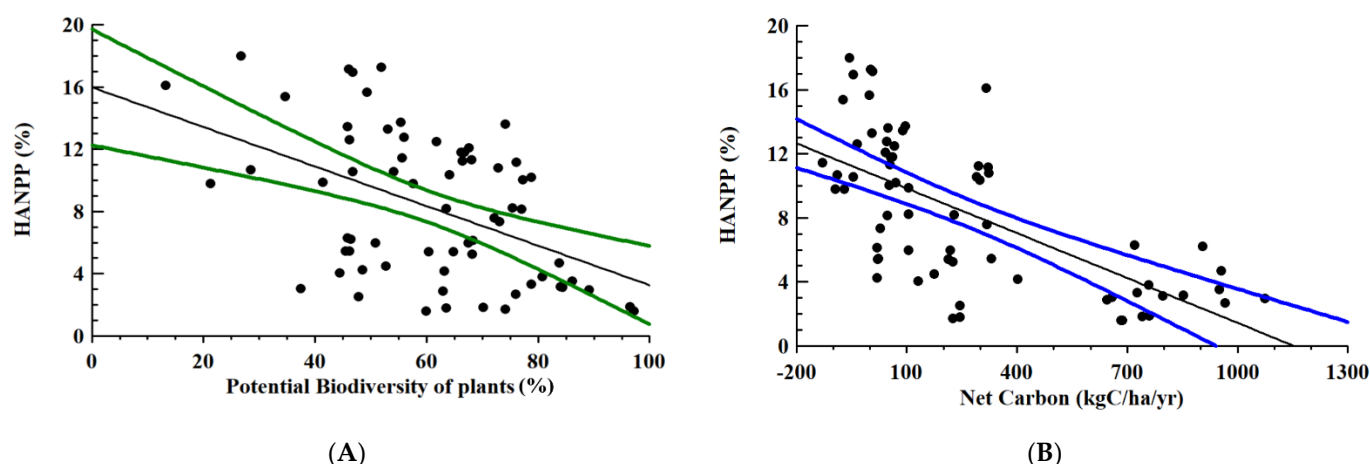 20
16
12
8
4
0
HANPP (%)
0 20 40 60 80 100
Potential Biodiversity of plants (%)
(A)
20
16
12
8
4
0
HANPP (%)
-200 100 400 700 1000 1300
Net Carbon (kgC/ha/yr)
(B)